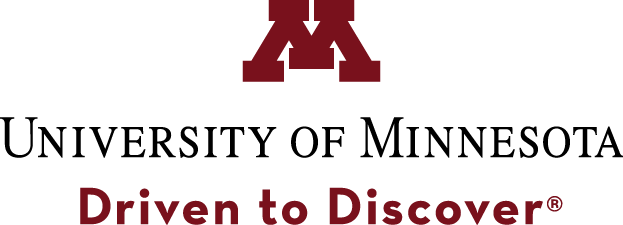 M
UNIVERSITY OF MINNESOTA
Driven to Discover®